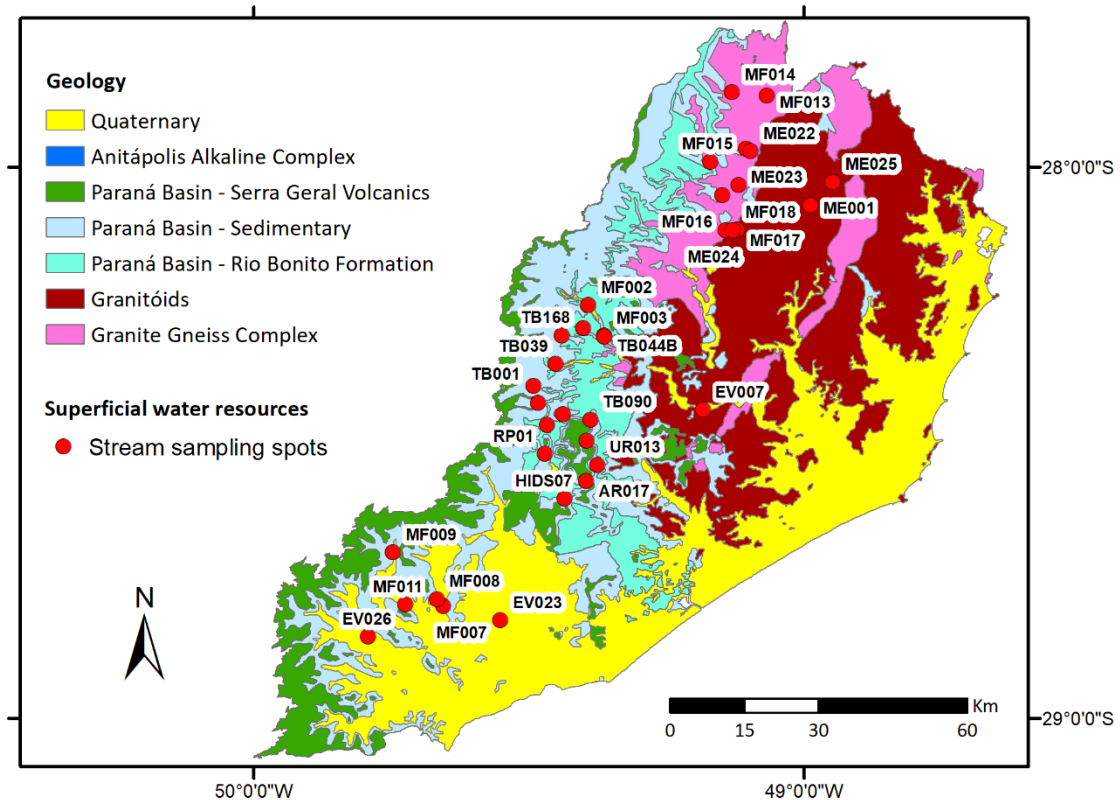 Geology
Quaternary
Anitápolis Alkaline Complex
Paraná Basin - Serra Geral Volcanics
Paraná Basin - Sedimentary
Paraná Basin - Rio Bonito Formation
Granitóids
Granite Gneiss Complex
Superficial water resources
Stream sampling spots
MF014
MF013
ME022
MF015
ME025
ME023
ME001
MF016
MF018
MF017
ME024
MF002
TB168
MF003
TB039
TB044B
TB001
EV007
TB090
RP01
UR013
HIDS07
AR017
MF009
MF008
MF011
EV023
EV026
MF007
N
Km
0 15 30 60
28°0'0"S
29°0'0"S
50°0'0"W
49°0'0"W